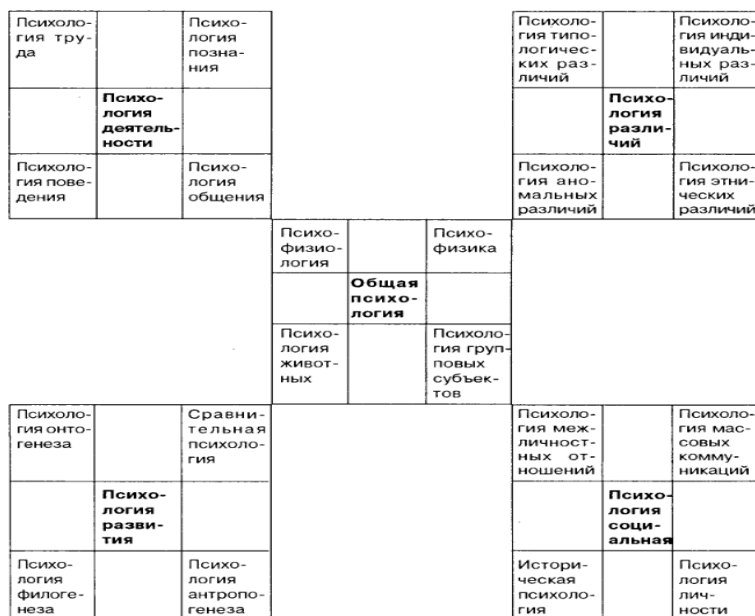 Психоло-
гия тру-
да
Психо-
логия
позна-
ния
Психо-
логия
деятель-
ности
Психоло-
гия пове-
дения
Психо-
логия
общения
Психоло-
гия типо-
логичес-
ких раз-
личий
Психоло-
гия инди-
видуаль-
ных раз-
личий
Психо-
логия
разли-
чий
Психоло-
гия ано-
мальных
различий
Психоло-
гия этни-
ческих
различий
Психо-
физио-
логия
Психо-
физика
Общая
психо-
логия
Психо-
логия
живот-
ных
Психоло-
гия груп-
повых
субъек-
тов
Психоло-
гия онто-
генеза
Сравни-
тельная
психоло-
гия
Психо-
логия
разви-
тия
Психо-
логия
филоге-
неза
Психо-
логия
антропо-
генеза
Психоло-
гия меж-
личност-
ных от-
ношений
Психоло-
гия мас-
совых
комму-
никаций
Психо-
логия
соци-
альная
Истори-
ческая
психоло-
гия
Психо-
логия
лич-
ности